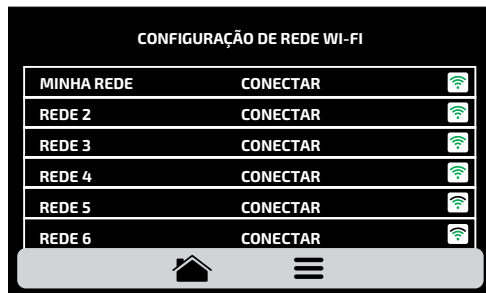 CONFIGURAÇÃO DE REDE WI-FI
MINHA REDE CONECTAR
REDE 2 CONECTAR
REDE 3 CONECTAR
REDE 4 CONECTAR
REDE 5 CONECTAR
REDE 6 CONECTAR